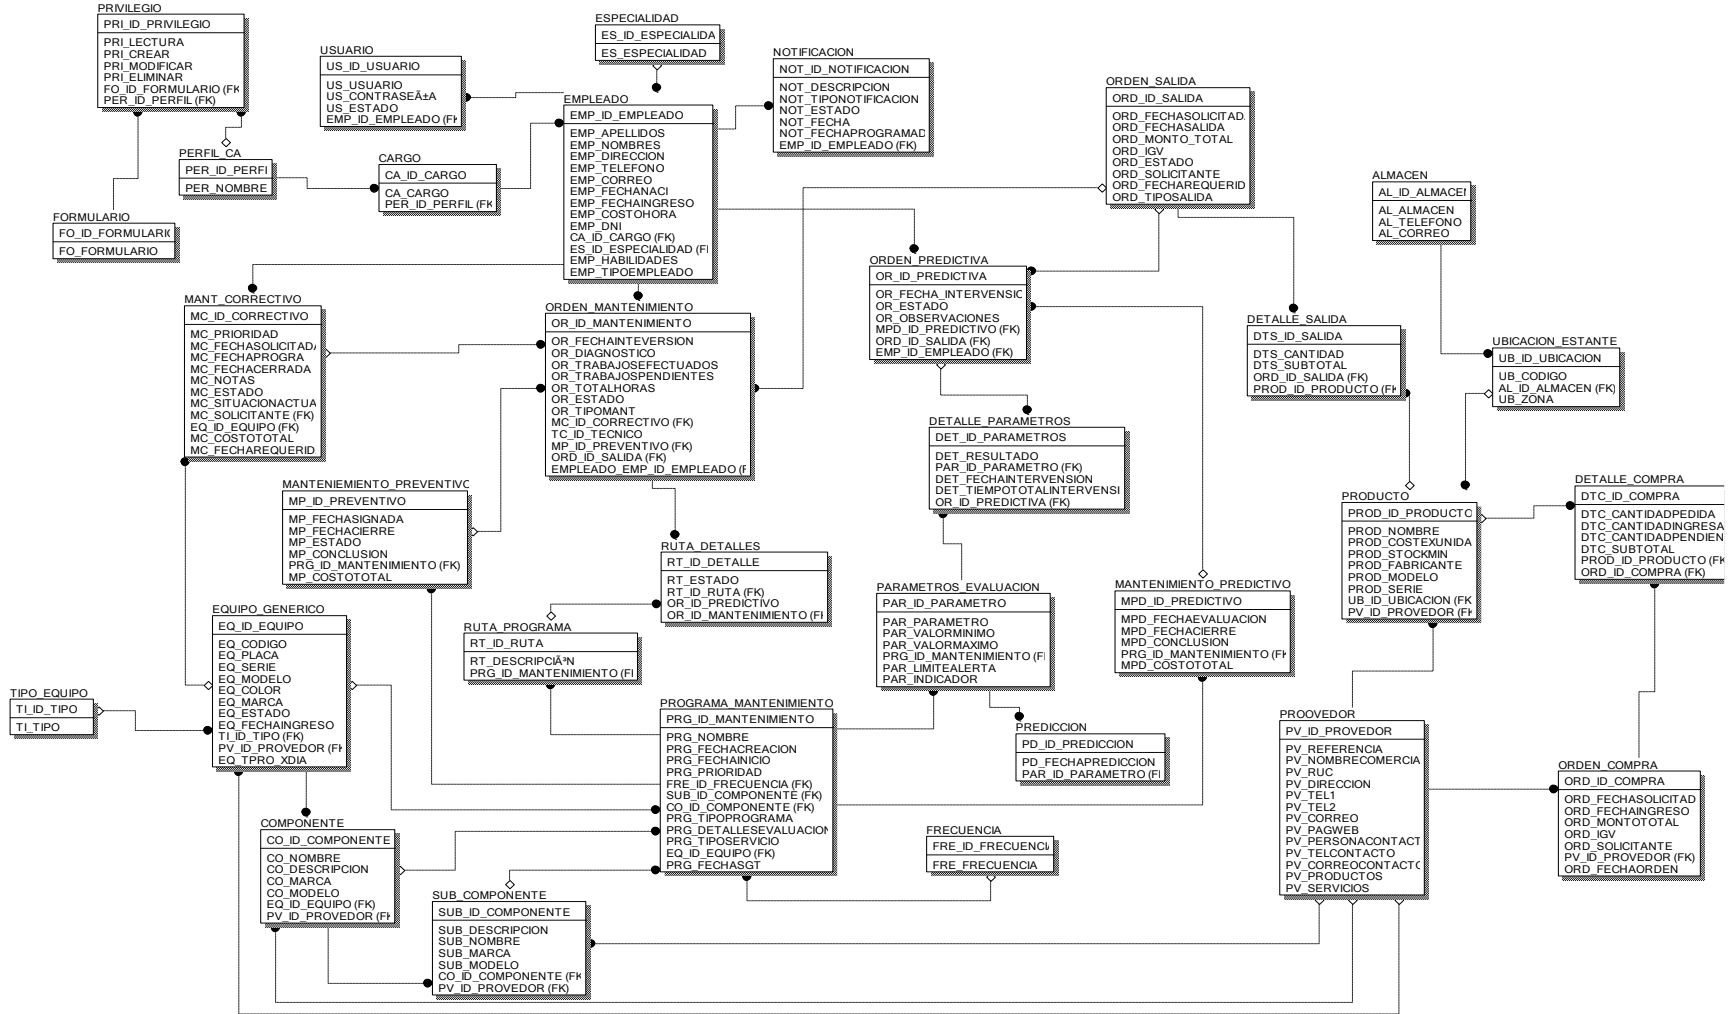 PRIVILEGIO
PRI_ID_PRIVILEGIO
PRI_LECTURA
PRI_CREAR
PRI_MODIFICAR
PRI_ELIMINAR
FO_ID_FORMULARIO (FK
PER_ID_PERFIL (FK)
USUARIO
US_ID_USUARIO
US_USUARIO
US_CONTRASEÃ±A
US_ESTADO
EMP_ID_EMPLEADO (FK
ESPECIALIDAD
ES_ID_ESPECIALIDA
ES_ESPECIALIDAD
NOTIFICACION
NOT_ID_NOTIFICACION
NOT_DESCRIPCION
NOT_TIPONOTIFICACION
NOT_ESTADO
NOT_FECHA
NOT_FECHAPROGRAMAD
EMP_ID_EMPLEADO (FK)
ORDEN_SALIDA
ORD_ID_SALIDA
ORD_FECHASOLICITAD
ORD_FECHASALIDA
ORD_MONTO_TOTAL
ORD_IGV
ORD_ESTADO
ORD_SOLICITANTE
ORD_FECHAREQUERID
ORD_TIPOSALIDA
EMPLEADO
EMP_ID_EMPLEADO
EMP_APELLIDOS
EMP_NOMBRES
EMP_DIRECCION
EMP_TELEFONO
EMP_CORREO
EMP_FECHANACI
EMP_FECHAINGRESO
EMP_COSTOHORA
EMP_DNI
CA_ID_CARGO (FK)
ES_ID_ESPECIALIDAD (F
EMP_HABILIDADES
EMP_TIPOEMPLEADO
PERFIL_CA
PER_ID_PERFI
PER_NOMBRE
CARGO
CA_ID_CARGO
CA_CARGO
PER_ID_PERFIL (FK
ALMACEN
AL_ID_ALMACEN
AL_ALMACEN
AL_TELEFONO
AL_CORREO
FORMULARIO
FO_ID_FORMULARIO
FO_FORMULARIO
ORDEN_PREDICTIVA
OR_ID_PREDICTIVA
OR_FECHA_INTERVENSIC
OR_ESTADO
OR_OBSERVACIONES
MPD_ID_PREDICTIVO (FK)
ORD_ID_SALIDA (FK)
EMP_ID_EMPLEADO (FK)
MANT_CORRECTIVO
MC_ID_CORRECTIVO
MC_PRIORIDAD
MC_FECHASOLICITADA
MC_FECHAPROGRA
MC_FECHACERRADA
MC_NOTAS
MC_ESTADO
MC_SITUACIONACTUA
MC_SOLICITANTE (FK)
EQ_ID_EQUIPO (FK)
MC_COSTOTOTAL
MC_FECHAREQUERID
ORDEN_MANTENIMIENTO
OR_ID_MANTENIMIENTO
OR_FECHAINTEVERSION
OR_DIAGNOSTICO
OR_TRABAJOSEFECTUADOS
OR_TRABAJOSPENDIENTES
OR_TOTALHORAS
OR_ESTADO
OR_TIPOMANT
MC_ID_CORRECTIVO (FK)
TC_ID_TECNICO
MP_ID_PREVENTIVO (FK)
ORD_ID_SALIDA (FK)
EMPLEADO_EMP_ID_EMPLEADO (F
DETALLE_SALIDA
DTS_ID_SALIDA
DTS_CANTIDAD
DTS_SUBTOTAL
ORD_ID_SALIDA (FK)
PROD_ID_PRODUCTO (FK
UBICACION_ESTANTE
UB_ID_UBICACION
UB_CODIGO
AL_ID_ALMACEN (FK)
UB_ZONA
DETALLE_PARAMETROS
DET_ID_PARAMETROS
DET_RESULTADO
PAR_ID_PARAMETRO (FK)
DET_FECHAINTERVENSION
DET_TIEMPOTOTALINTERVENSI
OR_ID_PREDICTIVA (FK)
MANTENIEMIENTO_PREVENTIVO
MP_ID_PREVENTIVO
MP_FECHASIGNADA
MP_FECHACIERRE
MP_ESTADO
MP_CONCLUSION
PRG_ID_MANTENIMIENTO (FK)
MP_COSTOTOTAL
PRODUCTO
PROD_ID_PRODUCTO
PROD_NOMBRE
PROD_COSTEXUNIDA
PROD_STOCKMIN
PROD_FABRICANTE
PROD_MODELO
PROD_SERIE
UB_ID_UBICACION (FK
PV_ID_PROVEDOR (FK
DETALLE_COMPRA
DTC_ID_COMPRA
DTC_CANTIDADPEDIDA
DTC_CANTIDADINGRESA
DTC_CANTIDADPENDIEN
DTC_SUBTOTAL
PROD_ID_PRODUCTO (FK
ORD_ID_COMPRA (FK)
RUTA_DETALLES
RT_ID_DETALLE
RT_ESTADO
RT_ID_RUTA (FK)
OR_ID_PREDICTIVO
OR_ID_MANTENIMIENTO (FK
PARAMETROS_EVALUACION
PAR_ID_PARAMETRO
PAR_PARAMETRO
PAR_VALORMINIMO
PAR_VALORMAXIMO
PRG_ID_MANTENIMIENTO (F
PAR_LIMITEALERTA
PAR_INDICADOR
MANTENIMIENTO_PREDICTIVO
MPD_ID_PREDICTIVO
MPD_FECHAEVALUACION
MPD_FECHACIERRE
MPD_CONCLUSION
PRG_ID_MANTENIMIENTO (FK
MPD_COSTOTOTAL
EQUIPO_GENERICO
EQ_ID_EQUIPO
EQ_CODIGO
EQ_PLACA
EQ_SERIE
EQ_MODELO
EQ_COLOR
EQ_MARCA
EQ_ESTADO
EQ_FECHAINGRESO
TI_ID_TIPO (FK)
PV_ID_PROVEDOR (FK
EQ_TPRO_XDIA
RUTA_PROGRAMA
RT_ID_RUTA
RT_DESCRIPCIÃ³N
PRG_ID_MANTENIMIENTO (F
TIPO_EQUIPO
TI_ID_TIPO
TI_TIPO
PROGRAMA_MANTENIMIENTO
PRG_ID_MANTENIMIENTO
PRG_NOMBRE
PRG_FECHACREACION
PRG_FECHAINICIO
PRG_PRIORIDAD
FRE_ID_FRECUENCIA (FK)
SUB_ID_COMPONENTE (FK)
CO_ID_COMPONENTE (FK)
PRG_TIPOPROGRAMA
PRG_DETALLESEVALUACION
PRG_TIPOSERVICIO
EQ_ID_EQUIPO (FK)
PRG_FECHASGT
PREDICCION
PD_ID_PREDICCION
PD_FECHAPREDICCION
PAR_ID_PARAMETRO (F
PROOVEDOR
PV_ID_PROVEDOR
PV_REFERENCIA
PV_NOMBRECOMERCIA
PV_RUC
PV_DIRECCION
PV_TEL1
PV_TEL2
PV_CORREO
PV_PAGWEB
PV_PERSONACONTACT
PV_TELCONTACTO
PV_CORREOCONTACTO
PV_PRODUCTOS
PV_SERVICIOS
ORDEN_COMPRA
ORD_ID_COMPRA
ORD_FECHASOLICITAD
ORD_FECHAINGRESO
ORD_MONTOTOTAL
ORD_IGV
ORD_SOLICITANTE
PV_ID_PROVEDOR (FK)
ORD_FECHAORDEN
COMPONENTE
CO_ID_COMPONENTE
CO_NOMBRE
CO_DESCRIPCION
CO_MARCA
CO_MODELO
EQ_ID_EQUIPO (FK)
PV_ID_PROVEDOR (FK
FRECUENCIA
FRE_ID_FRECUENCIA
FRE_FRECUENCIA
SUB_COMPONENTE
SUB_ID_COMPONENTE
SUB_DESCRIPCION
SUB_NOMBRE
SUB_MARCA
SUB_MODELO
CO_ID_COMPONENTE (FK
PV_ID_PROVEDOR (FK)